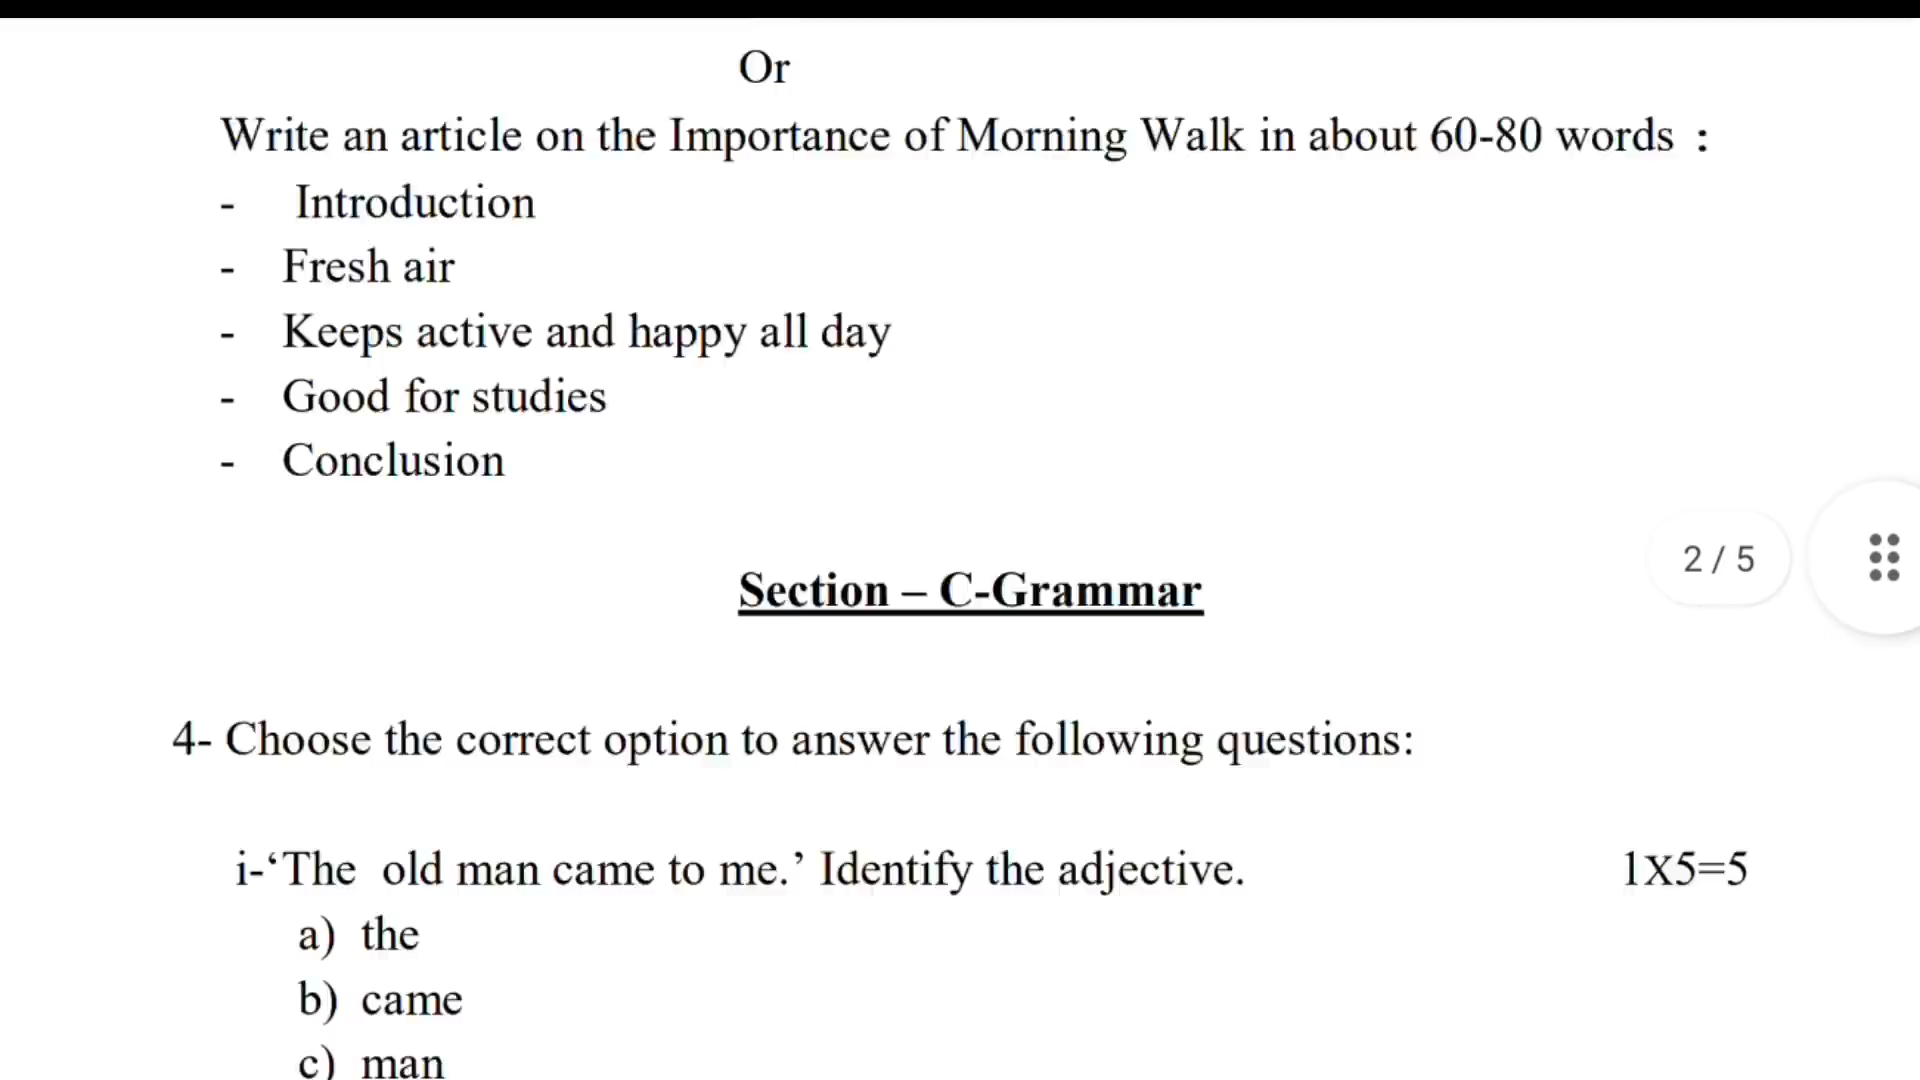 Or
Write an article on the Importance of Morning Walk in about 60-80 words :
- Introduction
- Fresh air
- Keeps active and happy all day
- Good for studies
- Conclusion
2 / 5
Section – C-Grammar
4- Choose the correct option to answer the following questions:
i-‘The old man came to me.’ Identify the adjective. 1X5=5
a) the
b) came
c) man